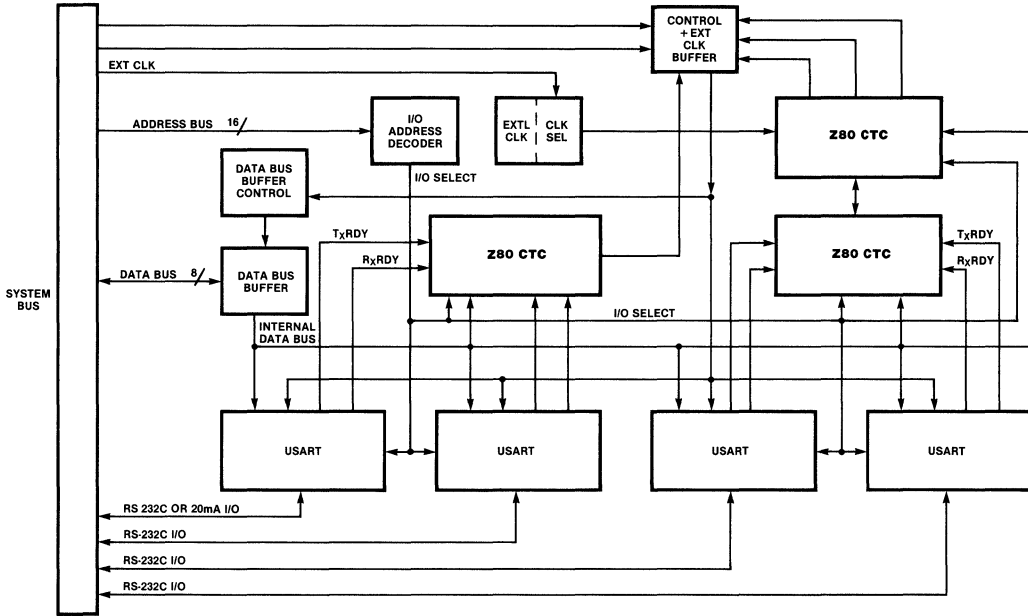 CONTROL
+ EXT
CLK
BUFFER
EXT CLK
ADDRESS BUS 16
I/O
ADDRESS
DECODER
EXTL
CLK
CLK
SEL
Z80 CTC
DATA BUS
BUFFER
CONTROL
I/O SELECT
TXRDY
RXRDY
Z80 CTC
Z80 CTC
TXRDY
RXRDY
DATA BUS 8
DATA BUS
BUFFER
SYSTEM
BUS
INTERNAL
DATA BUS
I/O SELECT
USART
USART
USART
USART
RS 232C OR 20mA I/O
RS-232C I/O
RS-232C I/O
RS-232C I/O